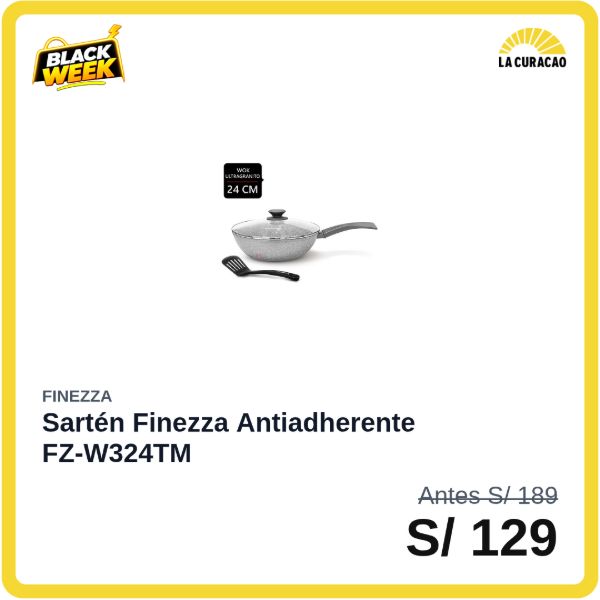 BLACK
WEEK
LA CURACAO
WOK
ULTRAGRANITO
24 CM
FINEZZA
Sartén Finezza Antiadherente
FZ-W324TM
Antes S/ 189
S/ 129